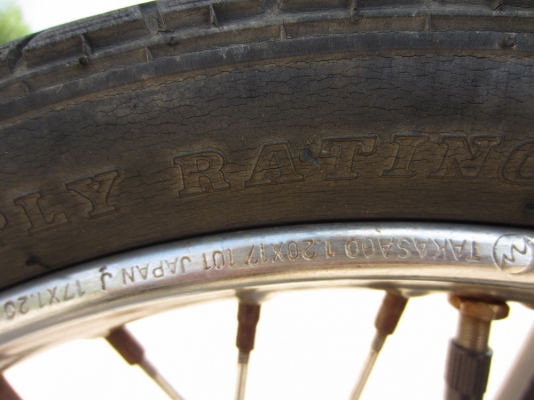 PLY RATING
TAKASAGO 1.20X17 101 JAPAN J 17X1.20